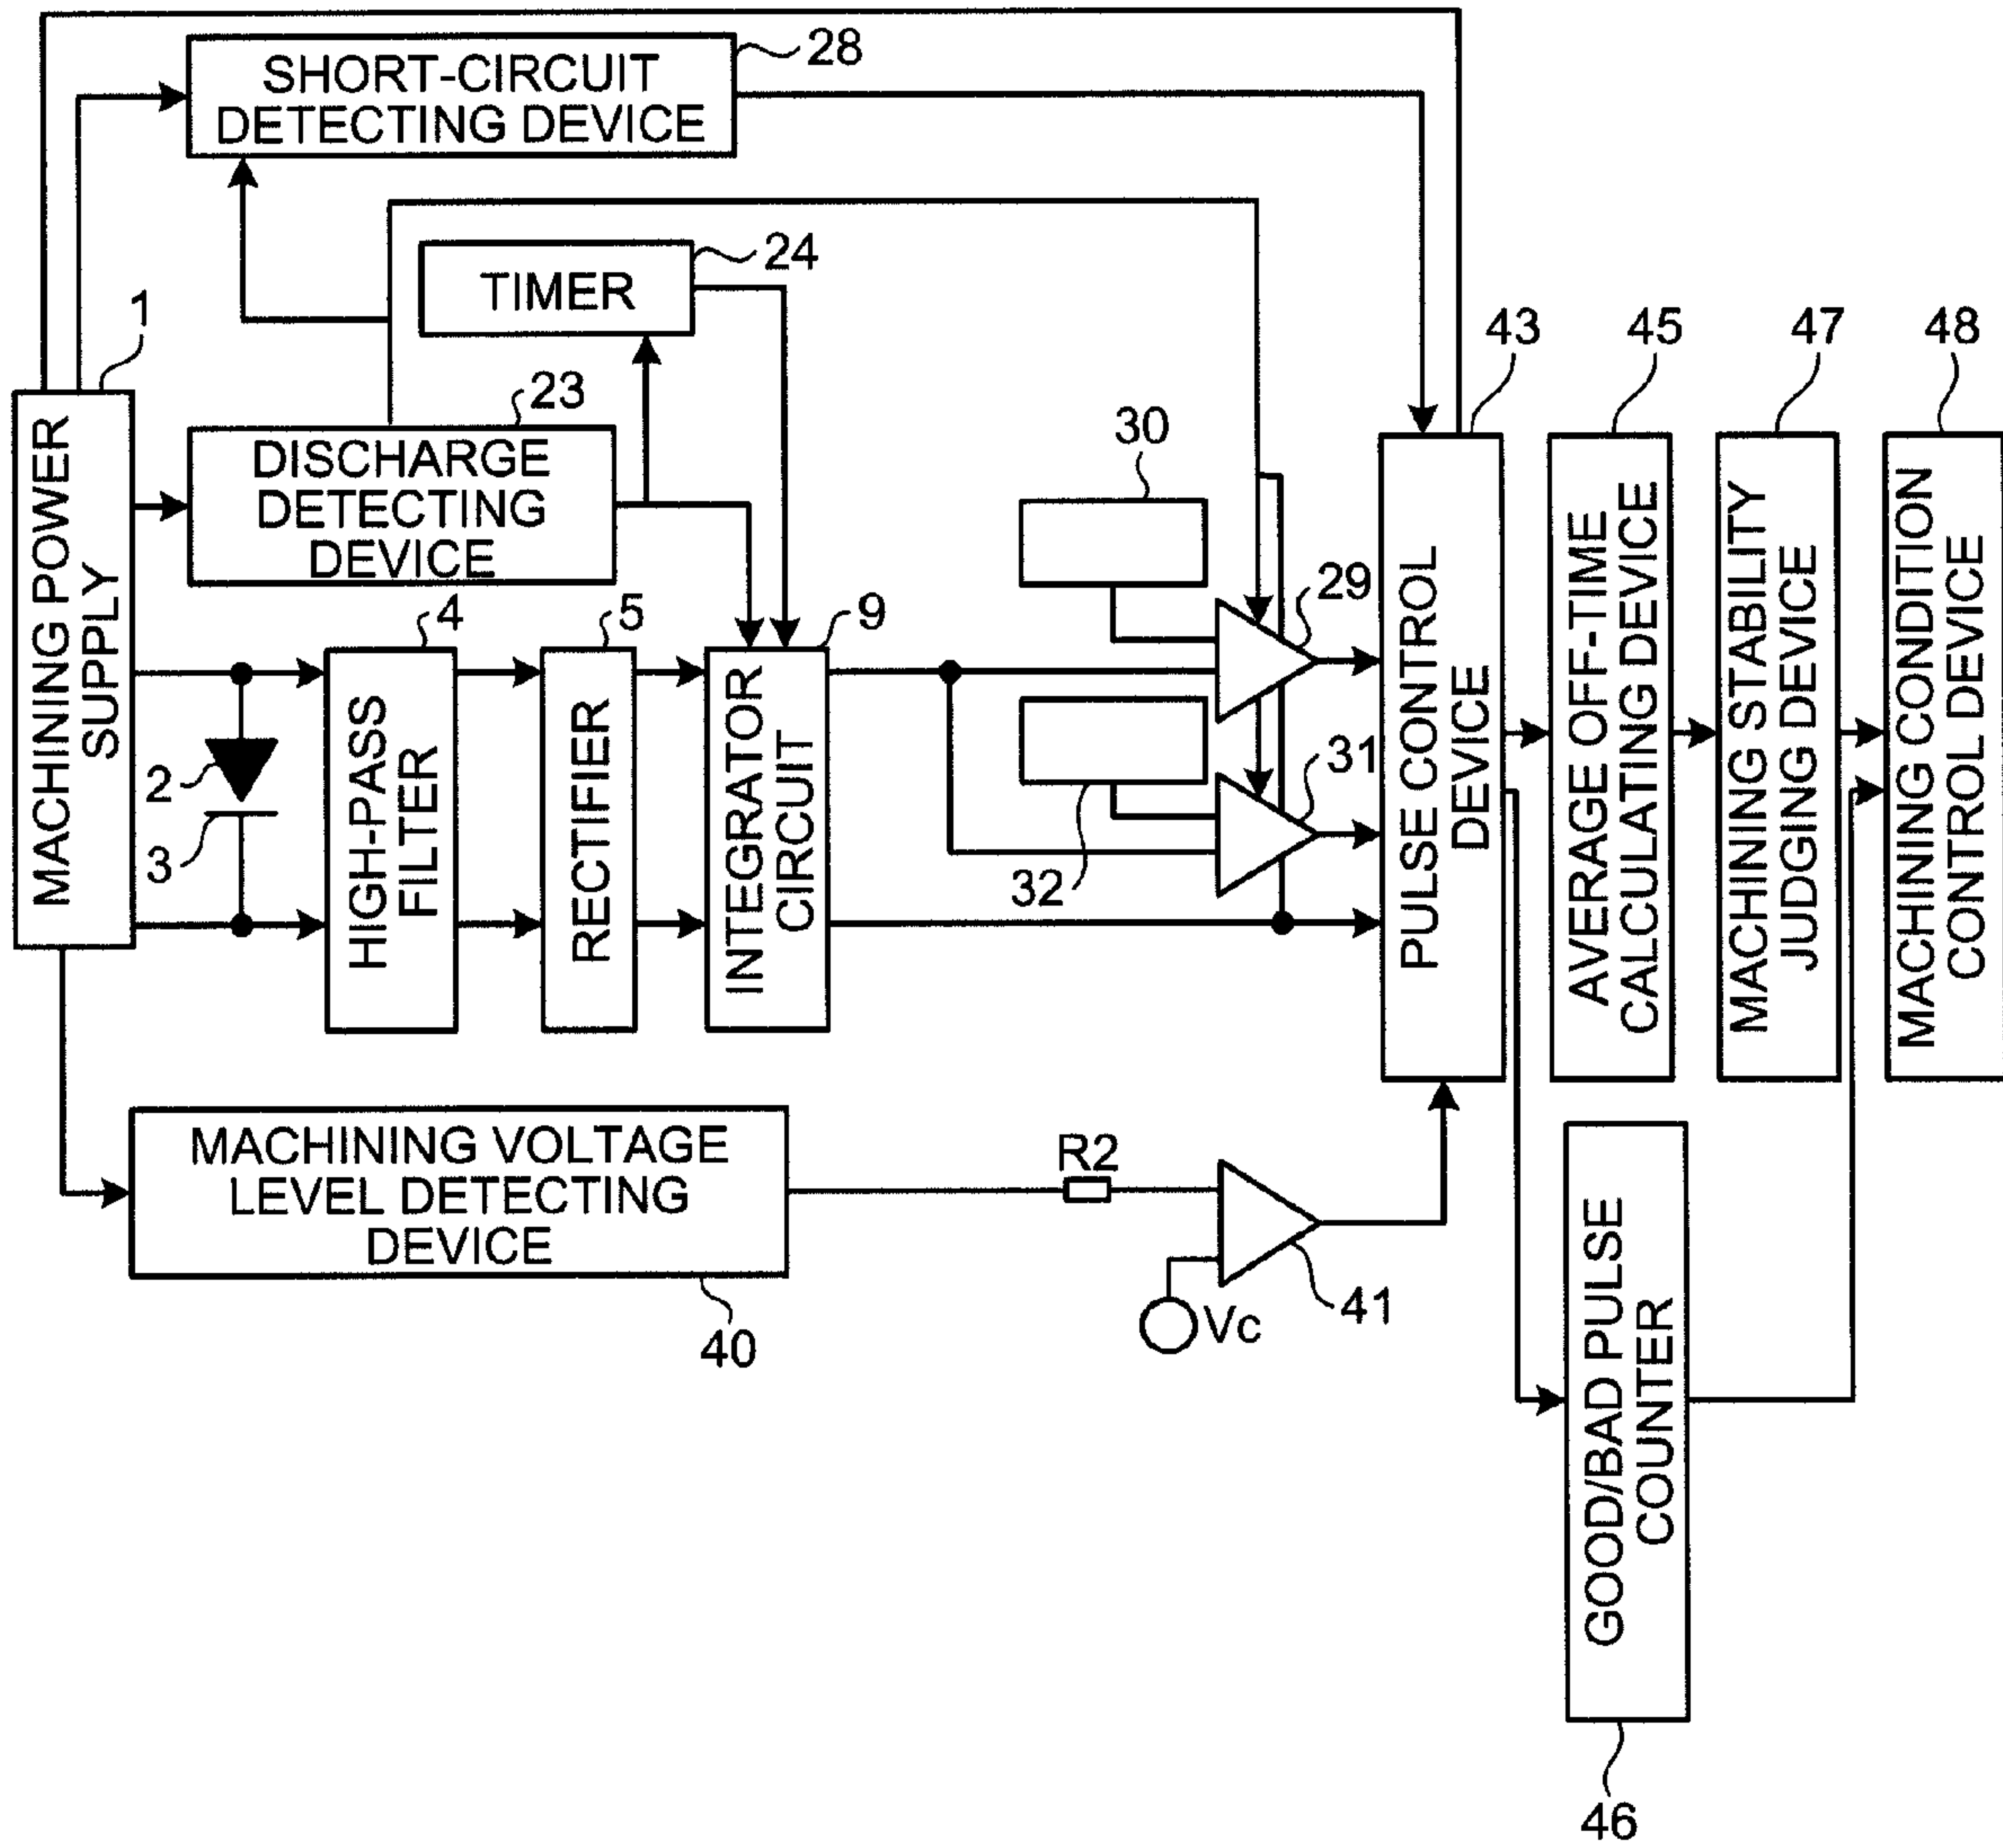 28
SHORT-CIRCUIT
DETECTING DEVICE
24
TIMER
1
MACHINING POWER
SUPPLY
23
DISCHARGE
DETECTING
DEVICE
43
45
47
48
30
4
5
9
29
2
3
HIGH-PASS
FILTER
RECTIFIER
INTEGRATOR
CIRCUIT
31
32
PULSE CONTROL
DEVICE
AVERAGE OFF-TIME
CALCULATING DEVICE
MACHINING STABILITY
JUDGING DEVICE
MACHINING CONDITION
CONTROL DEVICE
MACHINING VOLTAGE
LEVEL DETECTING
DEVICE
R2
41
Vc
40
GOOD/BAD PULSE
COUNTER
46